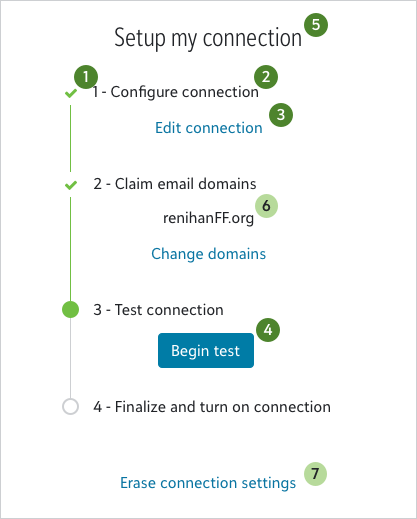 Setup my connection 5
1 2
1 - Configure connection
Edit connection 3
2 - Claim email domains
renihanFF.org 6
Change domains
3 - Test connection
Begin test 4
4 - Finalize and turn on connection
Erase connection settings 7